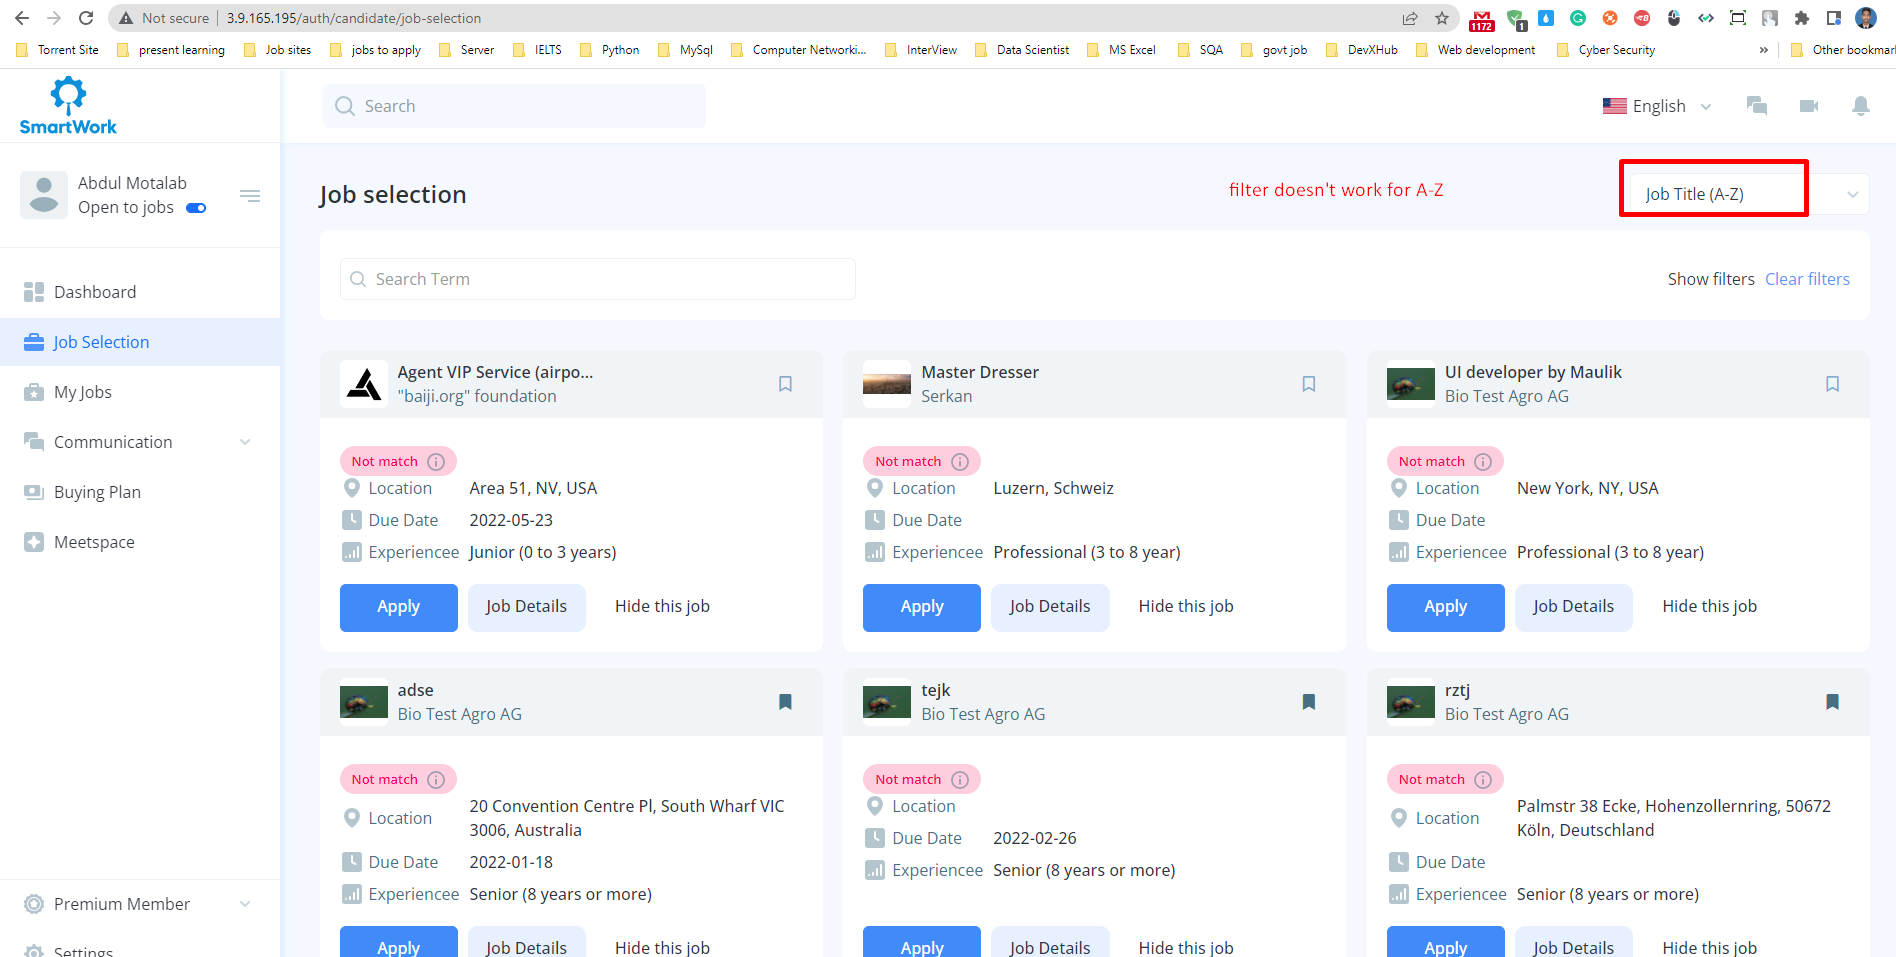 Not secure
3.9.165.195/auth/candidate/job-selection
1172
1
Torrent Site
present learning
Job sites
jobs to apply
Server
IELTS
Python
MySql
Computer Networki...
InterView
Data Scientist
MS Excel
SQA
govt job
DevXHub
Web development
Cyber Security
»
Other bookmar
SmartWork
Search
English
Abdul Motalab
Open to jobs
Dashboard
Job Selection
My Jobs
Communication
Buying Plan
Meetspace
Premium Member
Settings
Job selection
filter doesn't work for A-Z
Job Title (A-Z)
Search Term
Show filters
Clear filters
Agent VIP Service (airpo...
"baiji.org" foundation
Not match
Location Area 51, NV, USA
Due Date 2022-05-23
Experiencee Junior (0 to 3 years)
Apply Job Details Hide this job
Master Dresser
Serkan
Not match
Location Luzern, Schweiz
Due Date
Experiencee Professional (3 to 8 year)
Apply Job Details Hide this job
UI developer by Maulik
Bio Test Agro AG
Not match
Location New York, NY, USA
Due Date
Experiencee Professional (3 to 8 year)
Apply Job Details Hide this job
adse
Bio Test Agro AG
Not match
Location 20 Convention Centre Pl, South Wharf VIC
3006, Australia
Due Date 2022-01-18
Experiencee Senior (8 years or more)
Apply Job Details Hide this job
tejk
Bio Test Agro AG
Not match
Location
Due Date 2022-02-26
Experiencee Senior (8 years or more)
Apply Job Details Hide this job
rztj
Bio Test Agro AG
Not match
Location Palmstr 38 Ecke, Hohenzollernring, 50672
Köln, Deutschland
Due Date
Experiencee Senior (8 years or more)
Apply Job Details Hide this job